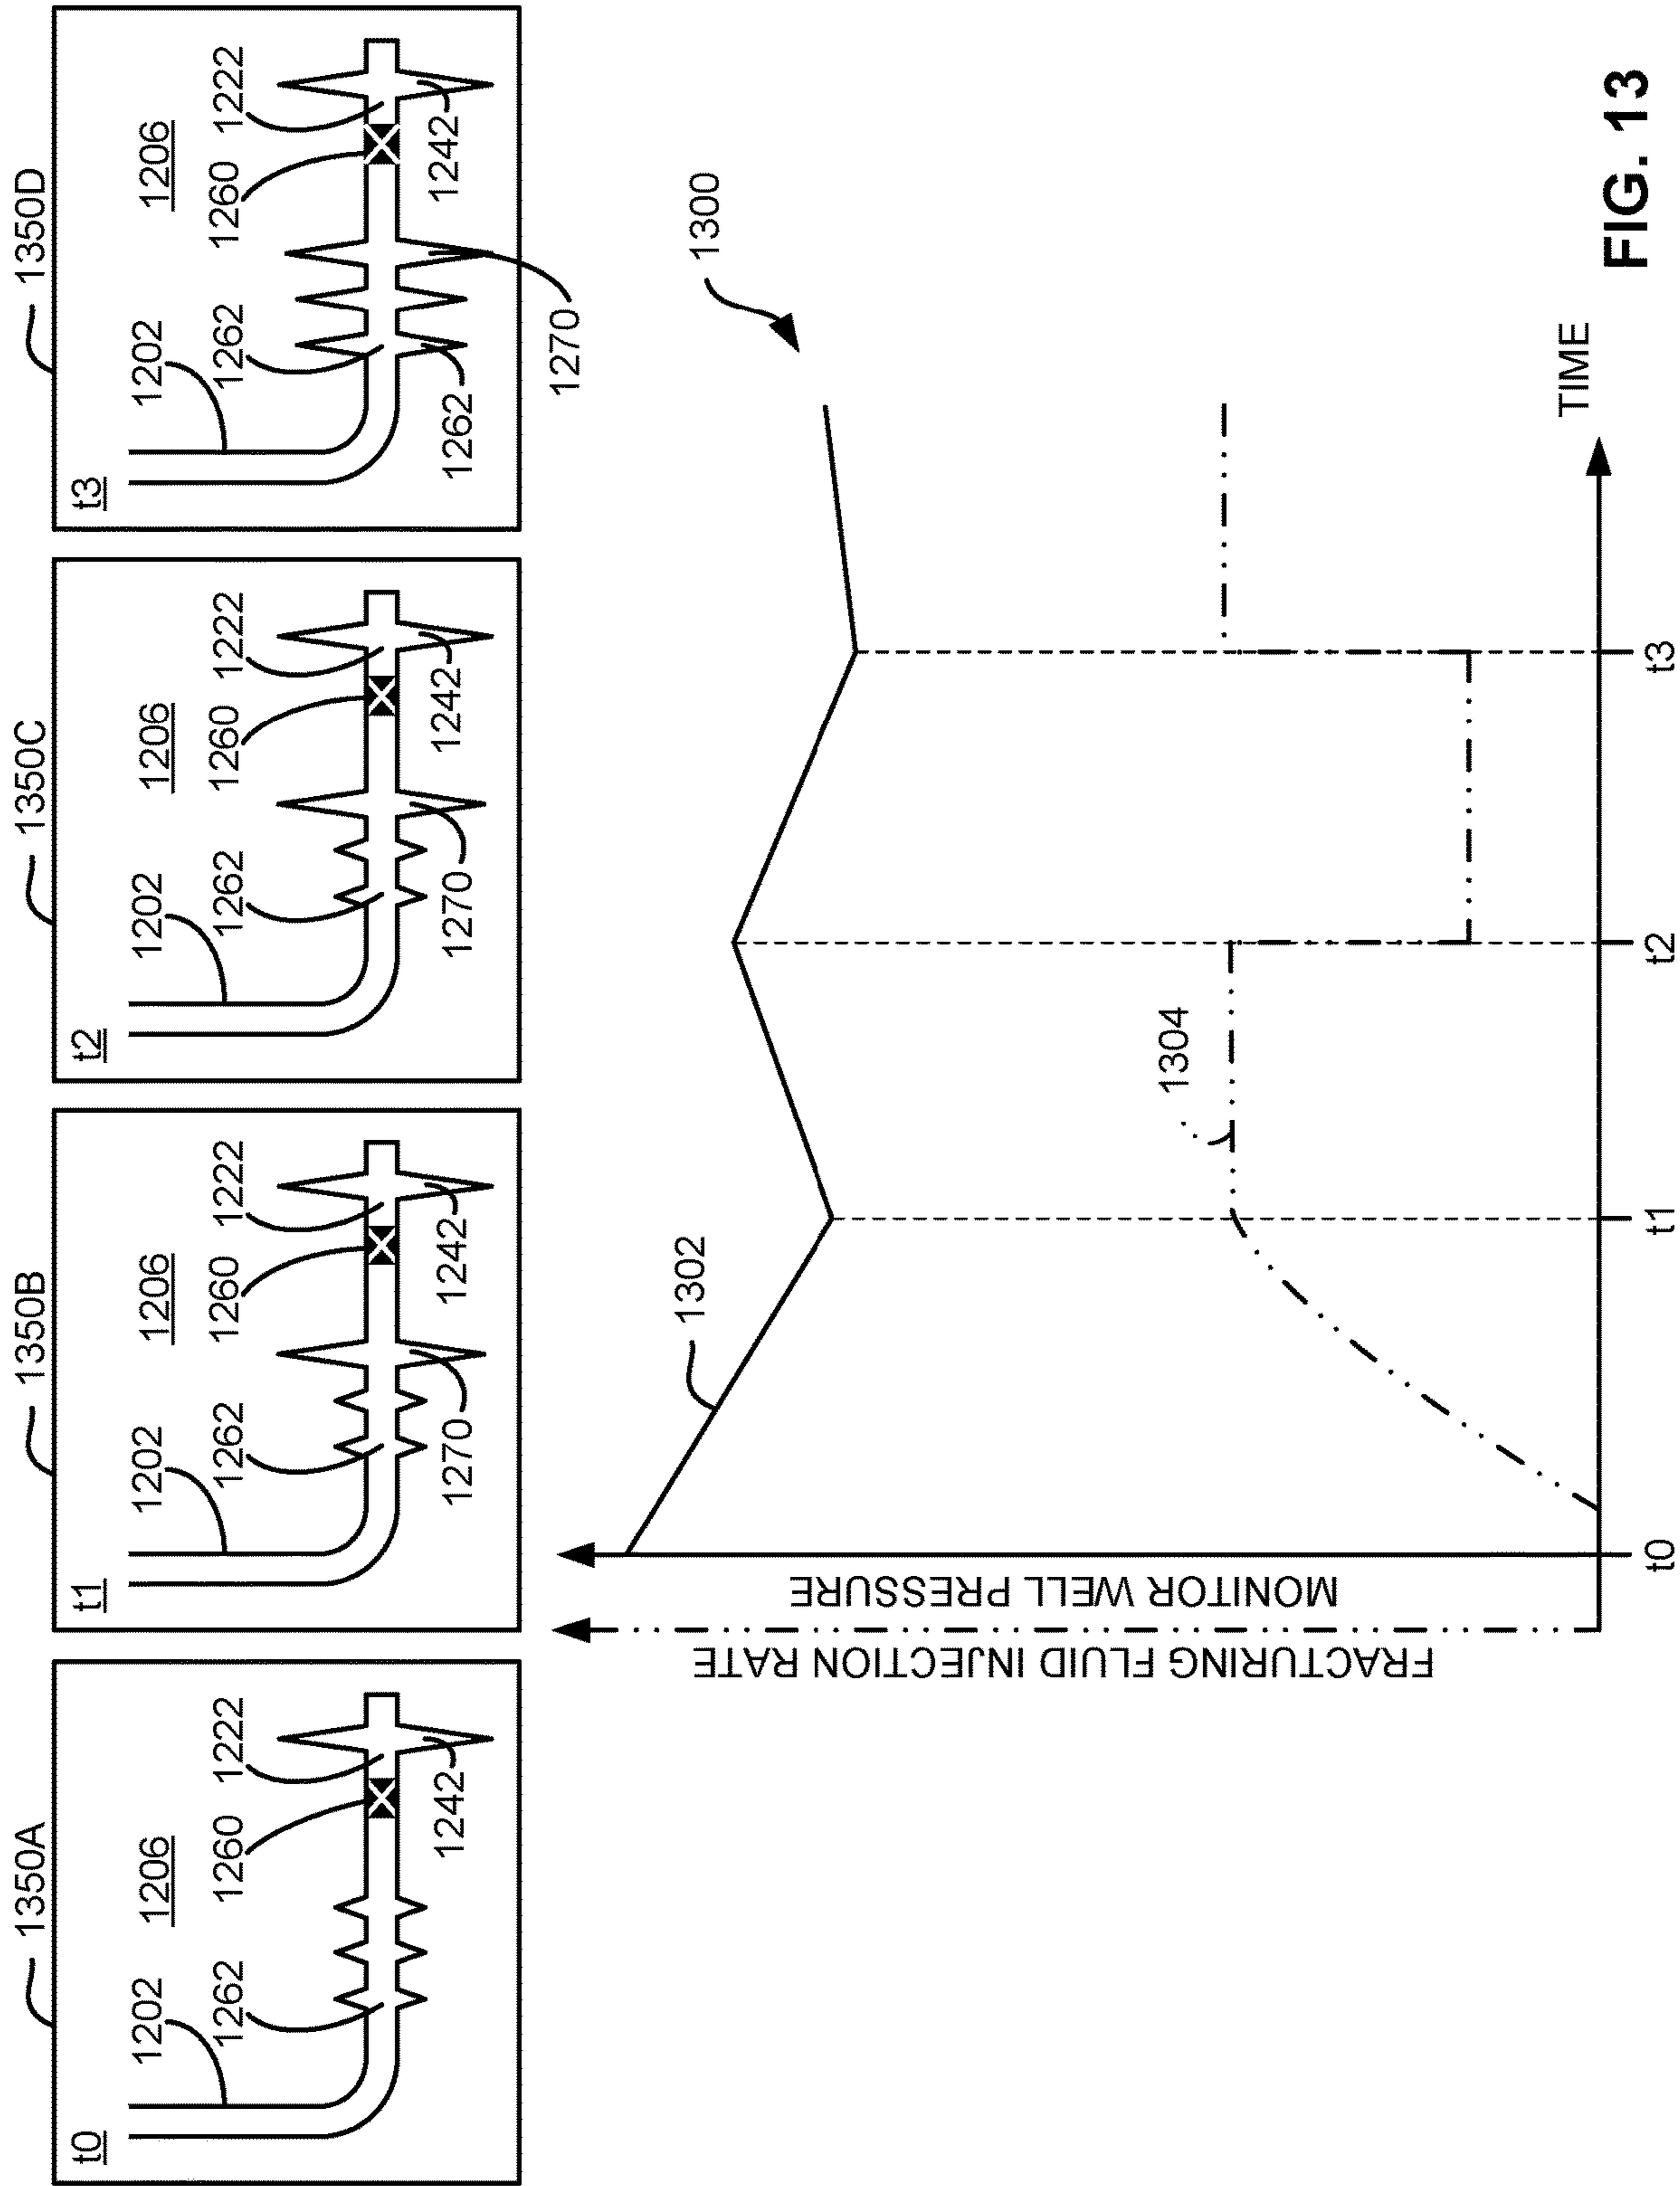 1350A
t0
1202
1206
1262
1260
1222
1242
1350B
t1
1202
1206
1262
1260
1222
1270
1242
1350C
t2
1202
1206
1262
1260
1222
1270
1242
1350D
t3
1202
1206
1262
1260
1222
1262
1242
1270
FRACTURING FLUID INJECTION RATE
MONITOR WELL PRESSURE
1302
1304
1300
t0
t1
t2
t3
TIME
FIG. 13